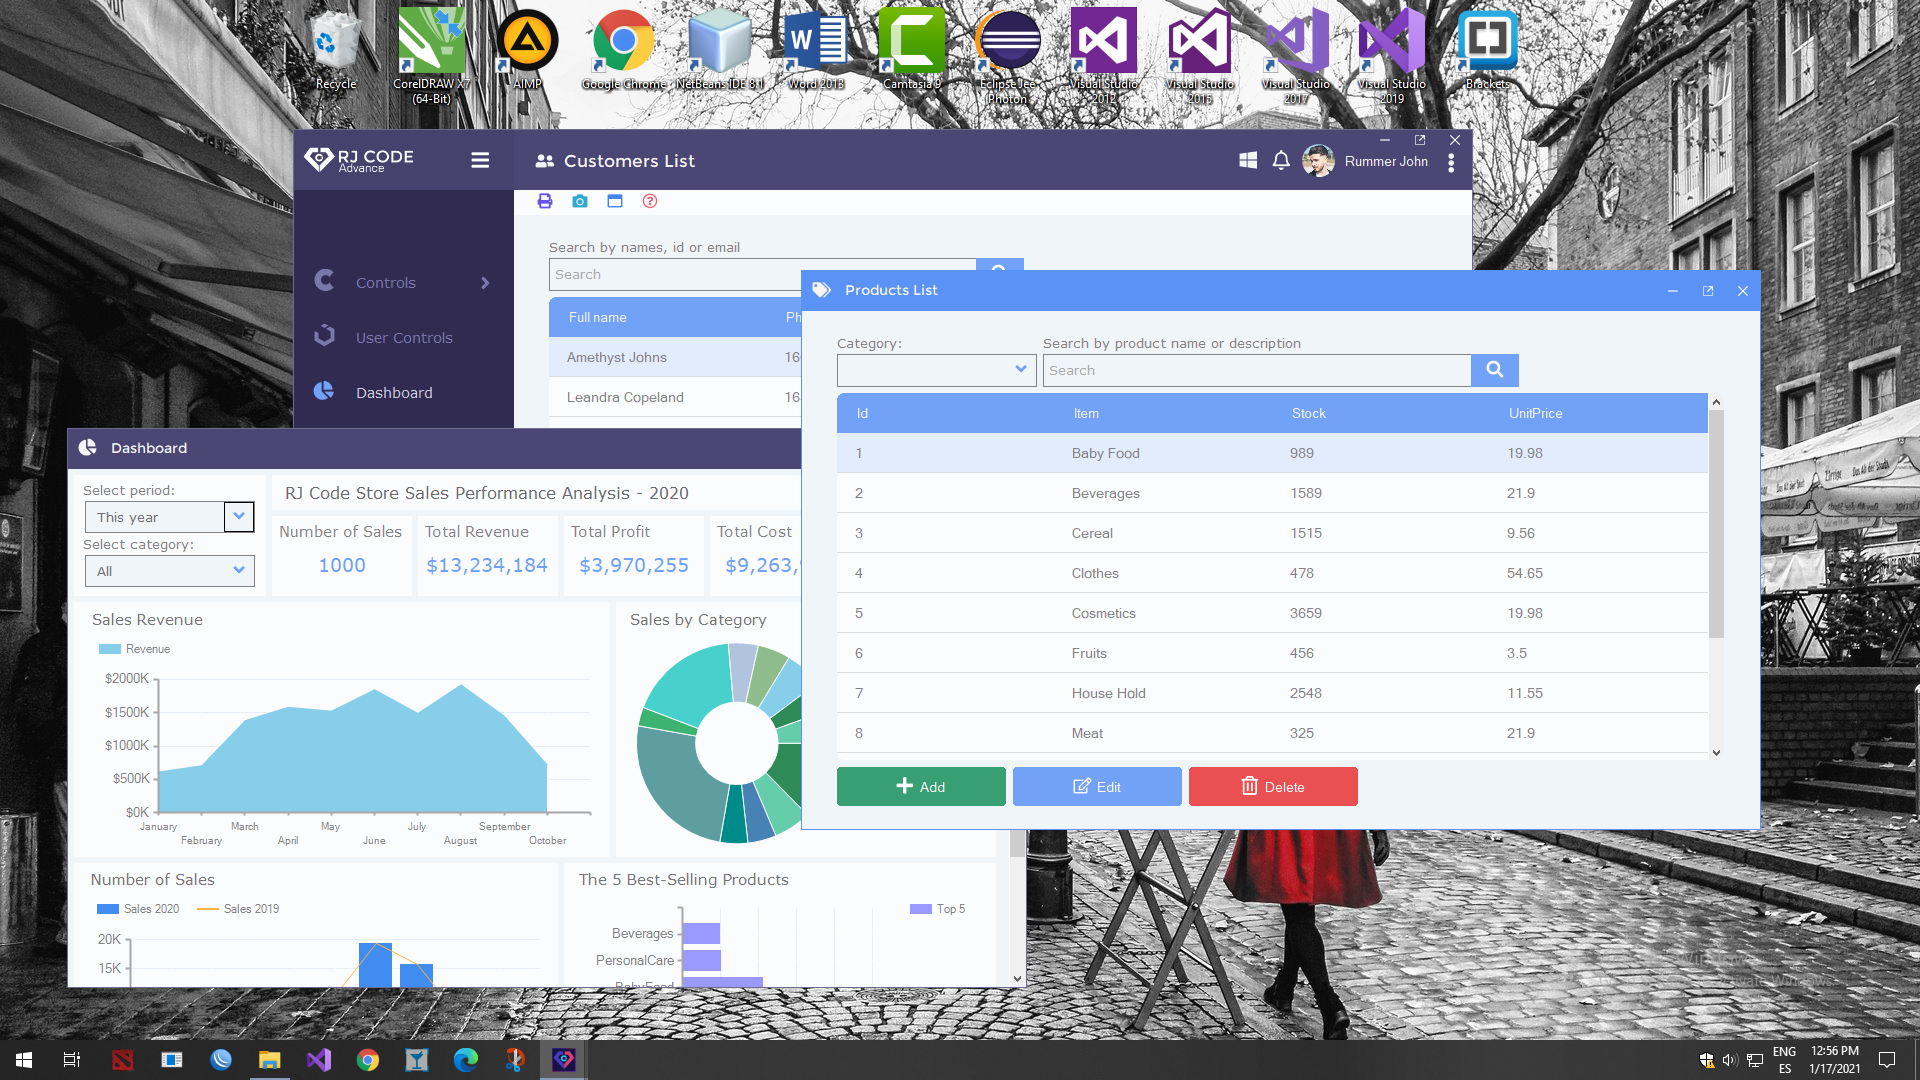 Recycle
CorelDRAW X7
(64-Bit)
AIMP
Google Chrome
NetBeans IDE 8.1
Word 2013
Camtasia 9
Eclipse Jee
Photon
Visual Studio
2012
Visual Studio
2015
Visual Studio
2017
Visual Studio
2019
Brackets
RJ CODE
Advance
Customers List
Rummer John
Controls
User Controls
Dashboard
Search by names, id or email
Search
Full name
Ph
Amethyst Johns
Leandra Copeland
Products List
Category:
Search by product name or description
Search
Id Item Stock UnitPrice
1 Baby Food 989 19.98
2 Beverages 1589 21.9
3 Cereal 1515 9.56
4 Clothes 478 54.65
5 Cosmetics 3659 19.98
6 Fruits 456 3.5
7 House Hold 2548 11.55
8 Meat 325 21.9
Add
Edit
Delete
Dashboard
Select period:
This year
Select category:
All
RJ Code Store Sales Performance Analysis - 2020
Number of Sales
1000
Total Revenue
$13,234,184
Total Profit
$3,970,255
Total Cost
$9,263,
Sales Revenue
Revenue
$2000K
$1500K
$1000K
$500K
$0K
January
February
March
April
May
June
July
August
September
October
Sales by Category
Number of Sales
Sales 2020
Sales 2019
20K
15K
The 5 Best-Selling Products
Top 5
Beverages
PersonalCare
BabyFood
ENG
ES
12:56 PM
1/17/2021